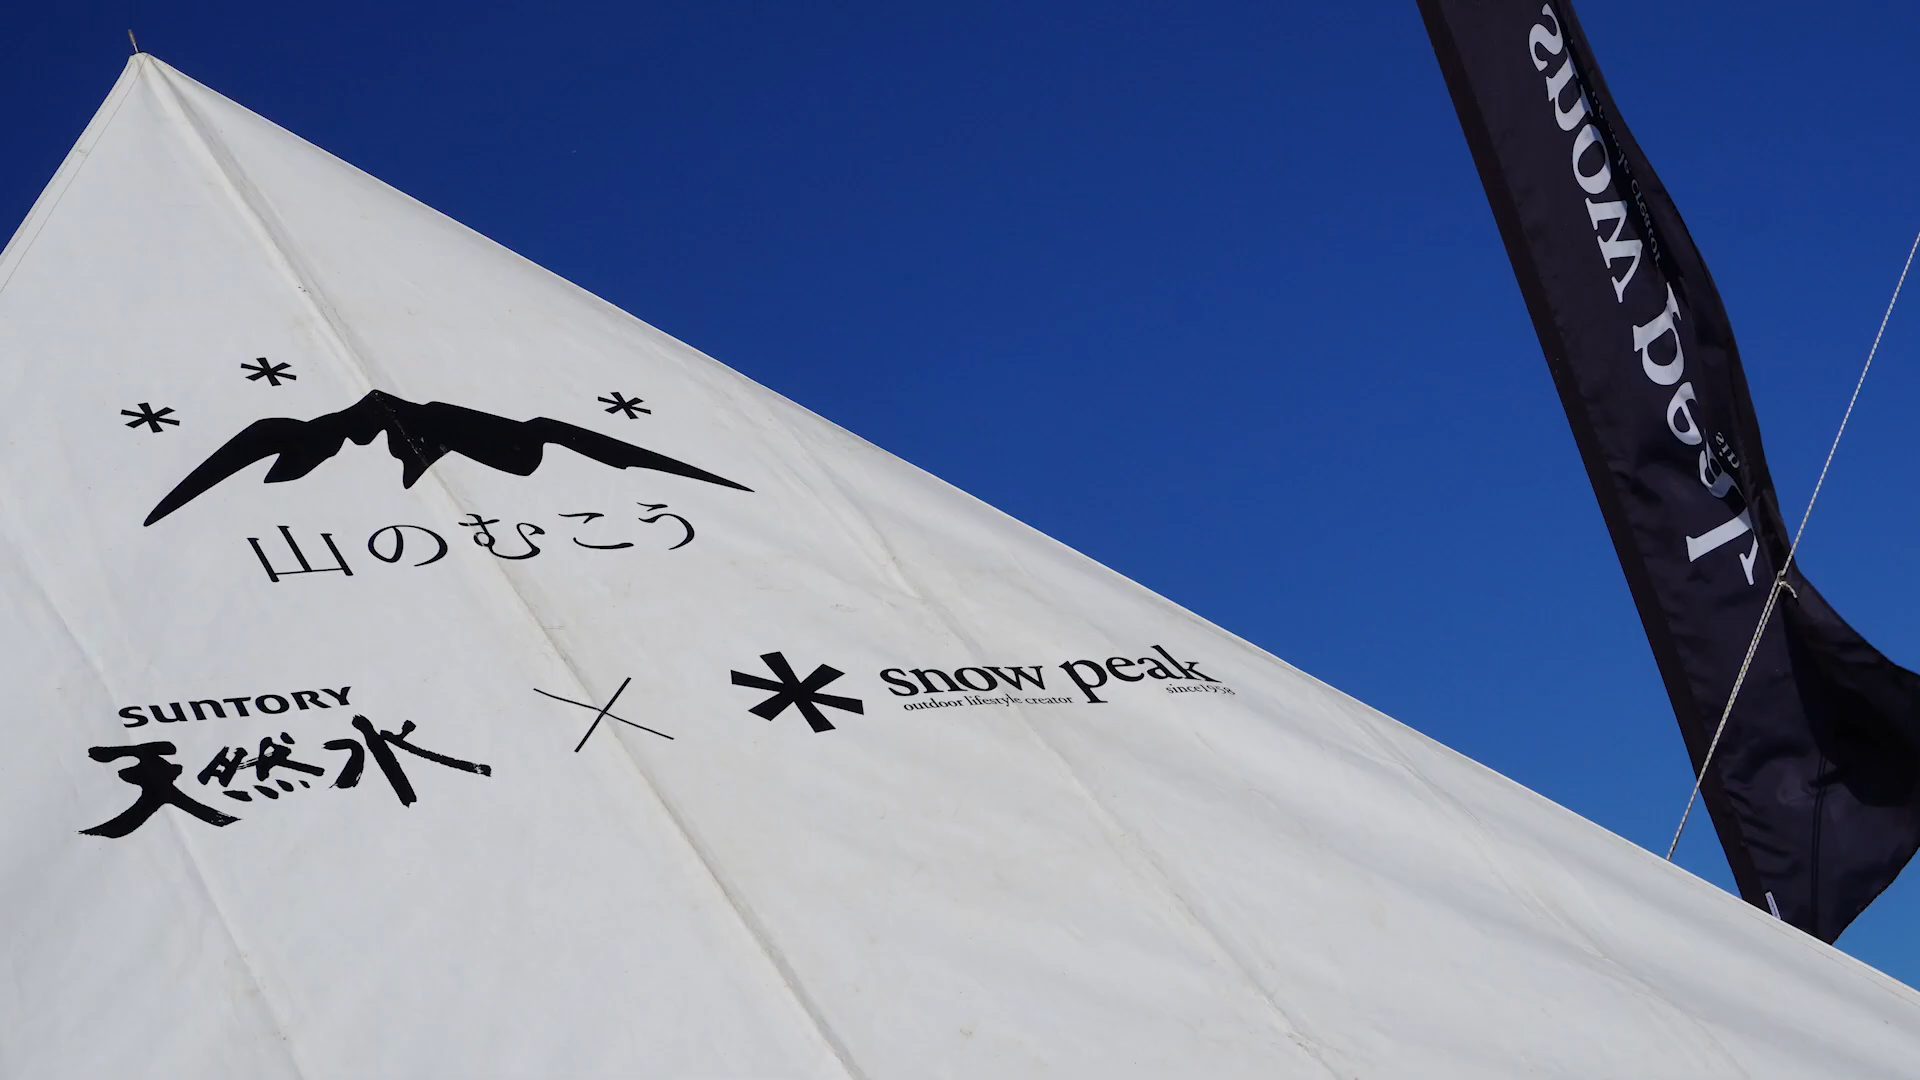 山のむこう
SUNTORY
天然水
×
snow peak
outdoor lifestyle creator
since1958
snow peak